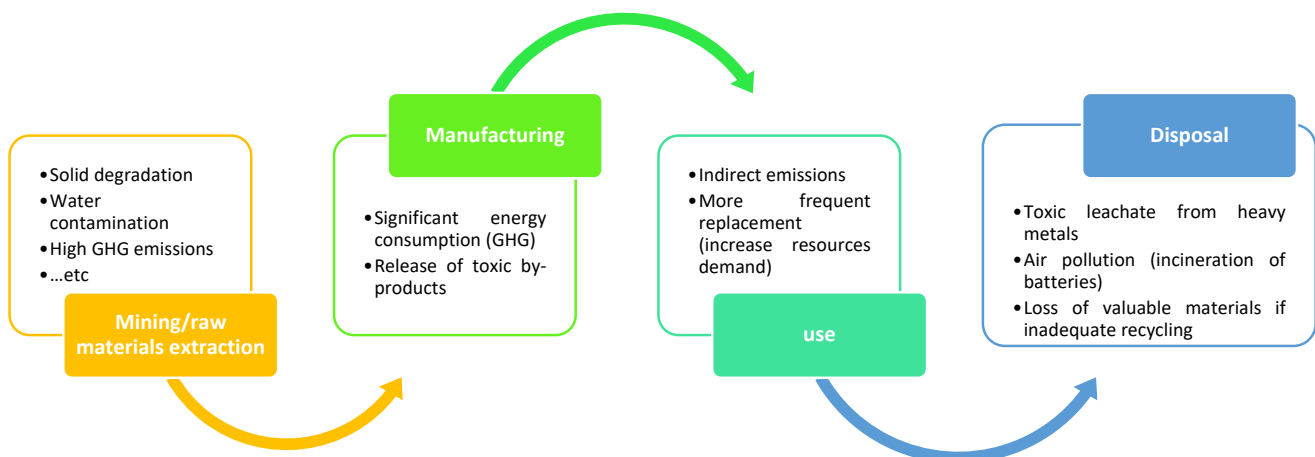 •Solid degradation
•Water
contamination
•High GHG emissions
•...etc
Mining/raw
materials extraction
Manufacturing
•Significant energy
consumption (GHG)
•Release of toxic by-
products
•Indirect emissions
•More frequent
replacement
(increase resources
demand)
use
Disposal
•Toxic leachate from heavy
metals
•Air pollution (incineration of
batteries)
•Loss of valuable materials if
inadequate recycling